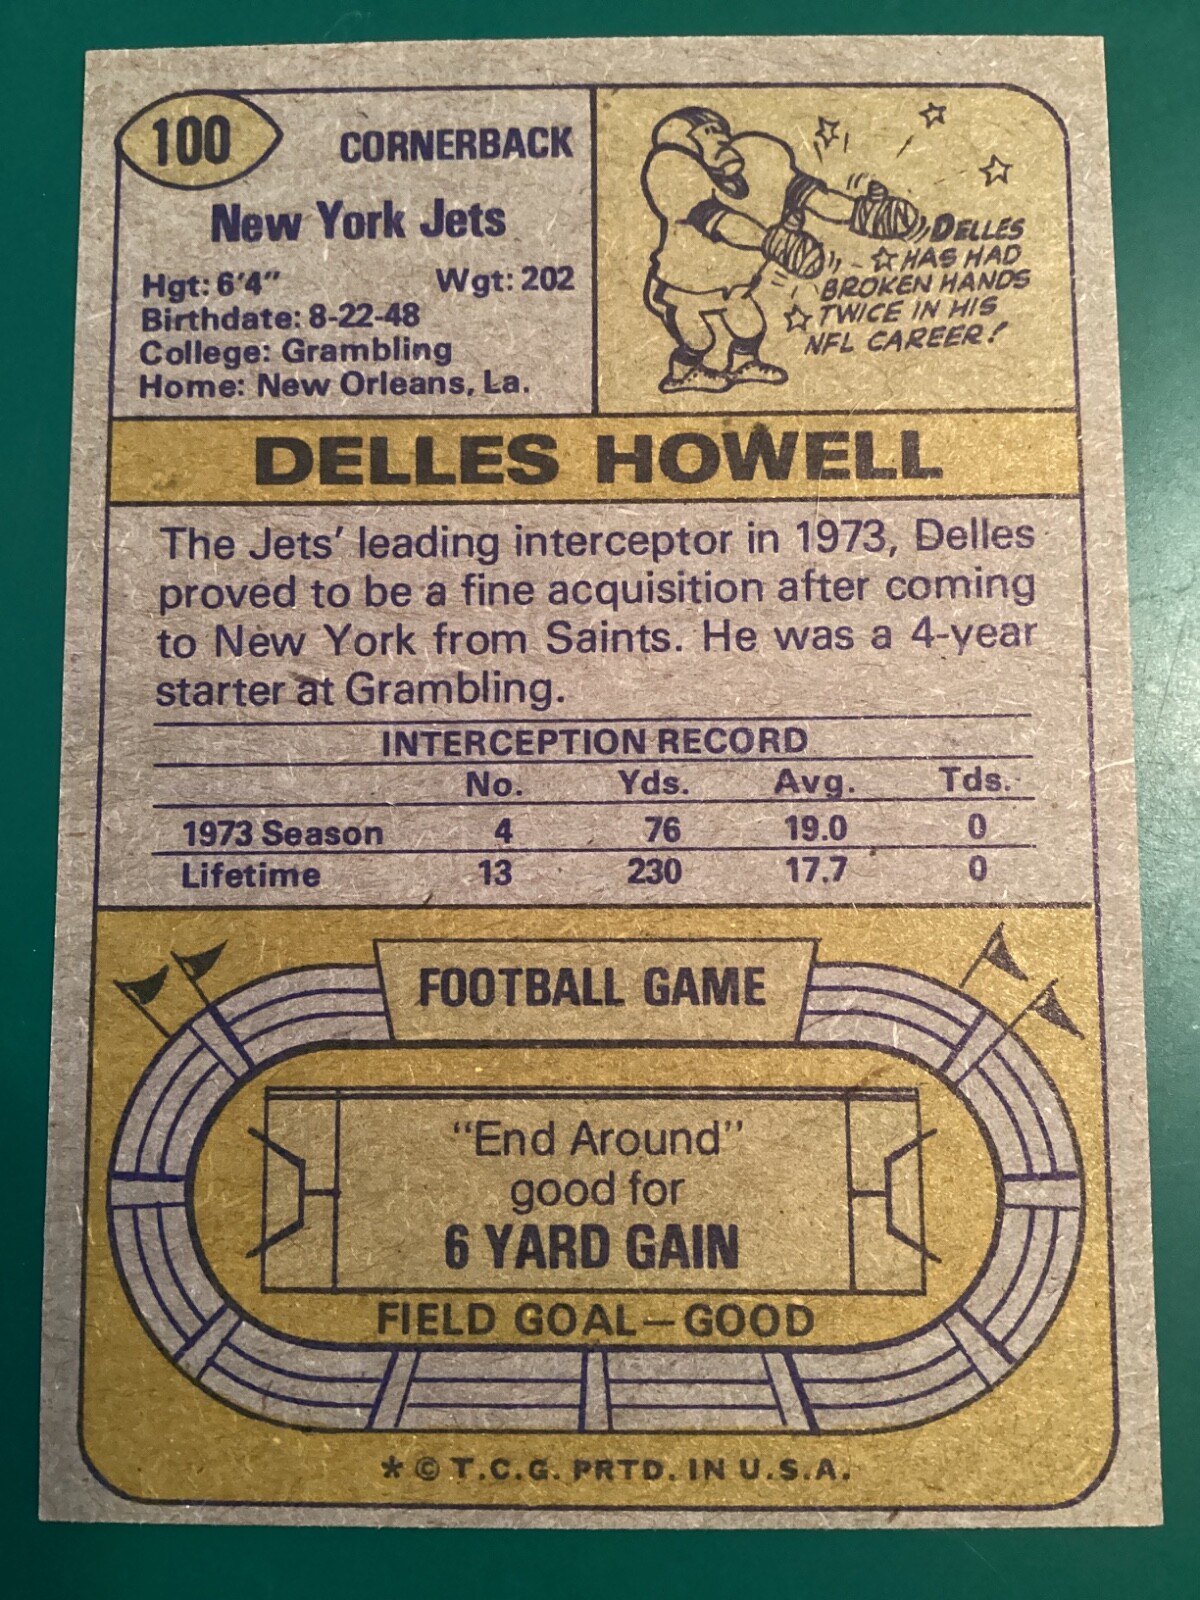 100
CORNERBACK
New York Jets
Hgt: 6'4" Wgt: 202
Birthdate: 8-22-48
College: Grambling
Home: New Orleans, La.
DELLES
HAS HAD
BROKEN HANDS
TWICE IN HIS
NFL CAREER!
DELLES HOWELL
The Jets' leading interceptor in 1973, Delles
proved to be a fine acquisition after coming
to New York from Saints. He was a 4-year
starter at Grambling.
INTERCEPTION RECORD
No. Yds. Avg. Tds.
1973 Season 4 76 19.0 0
Lifetime 13 230 17.7 0
FOOTBALL GAME
"End Around"
good for
6 YARD GAIN
FIELD GOAL—GOOD
* © T.C.G. PRTD. IN U.S.A.